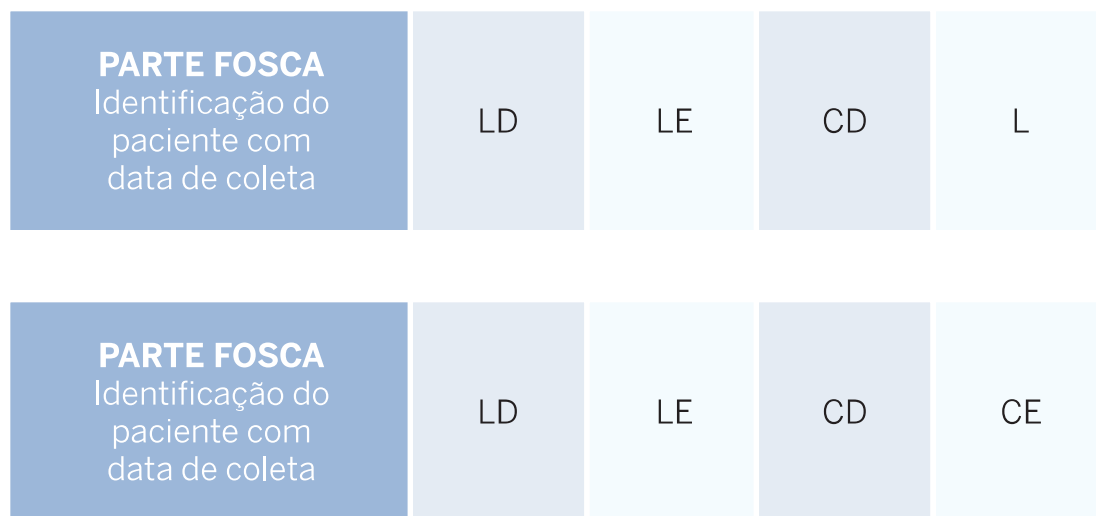 PARTE FOSCA
Identificação do
paciente com
data de coleta
LD
LE
CD
L
PARTE FOSCA
Identificação do
paciente com
data de coleta
LD
LE
CD
CE